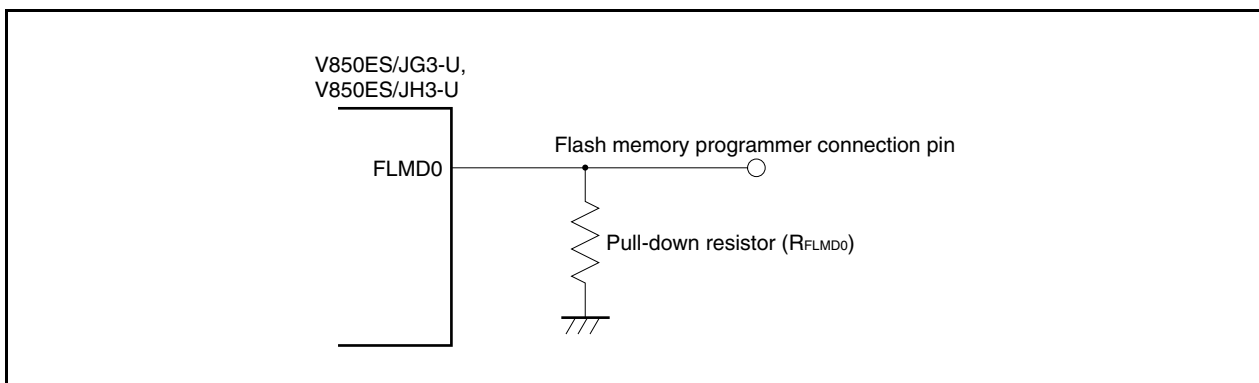 V850ES/JG3-U,
V850ES/JH3-U
Flash memory programmer connection pin
FLMD0
Pull-down resistor (RFLMD0)